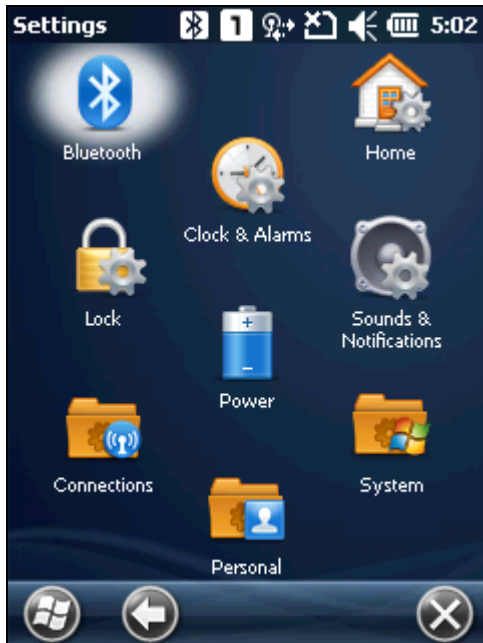 Settings
1
5:02
Bluetooth
Home
Clock & Alarms
Lock
Sounds &
Notifications
Power
Connections
System
Personal